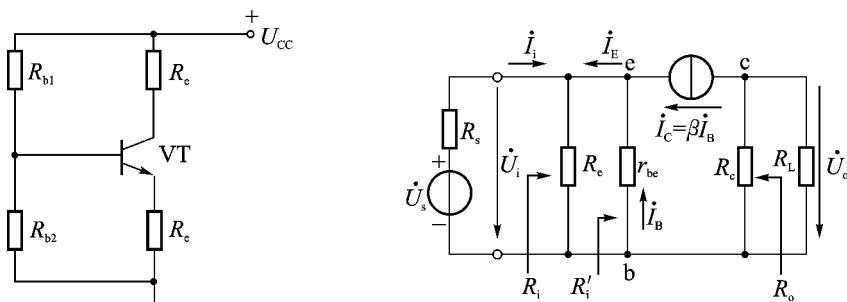 +
U_CC
R_b1
R_e
VT
R_b2
R_e
İ_i
İ_E
e
c
R_s
İ_C=βİ_B
+
U̇_s
−
U̇_i
R_e
r_be
R_c
R_L
U̇_o
İ_B
b
R_i
R_i′
R_o